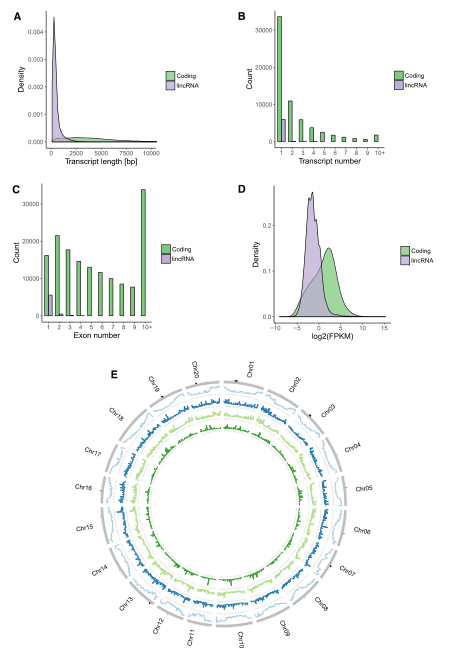 A
Density
0.004
0.003
0.002
0.001
0.000
0 2500 5000 7500 10000
Transcript length [bp]
Coding
lincRNA
B
Count
30000
20000
10000
0
1 2 3 4 5 6 7 8 9 10+
Transcript number
Coding
lincRNA
C
Count
30000
20000
10000
0
1 2 3 4 5 6 7 8 9 10+
Exon number
Coding
lincRNA
D
Density
0.2
0.1
0.0
−10 −5 0 5 10 15
log2(FPKM)
Coding
lincRNA
E
Chr01
Chr02
Chr03
Chr04
Chr05
Chr06
Chr07
Chr08
Chr09
Chr10
Chr11
Chr12
Chr13
Chr14
Chr15
Chr16
Chr17
Chr18
Chr19
Chr20